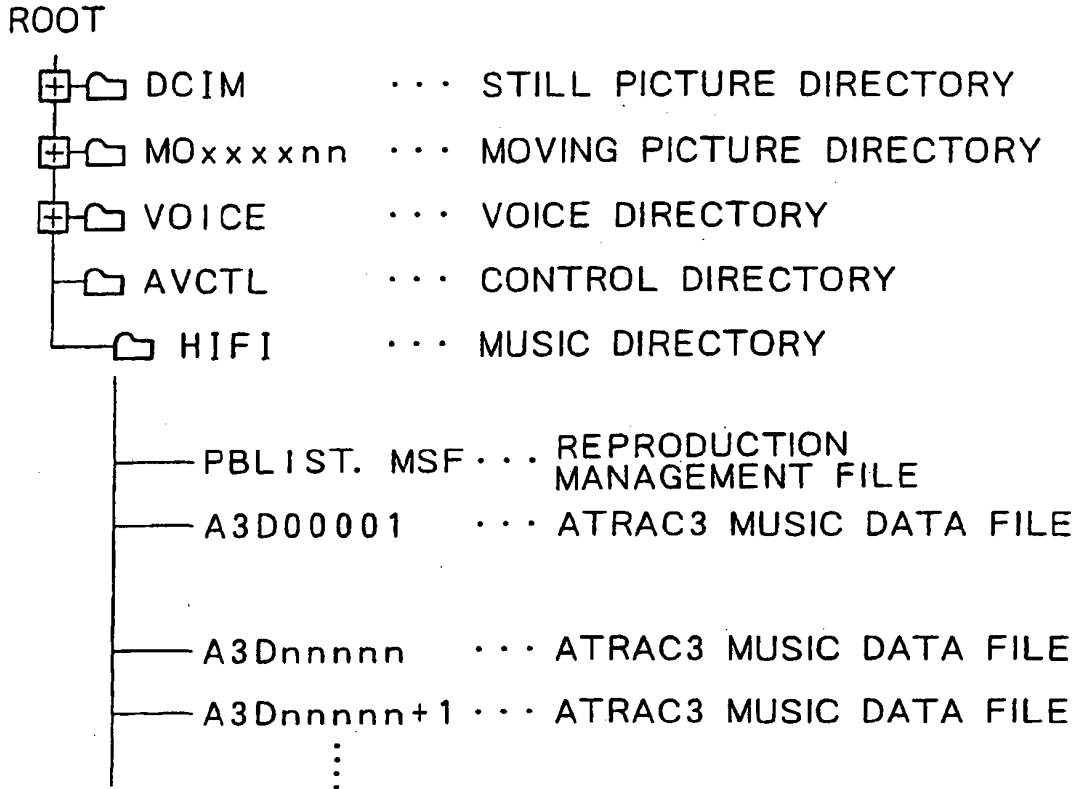 ROOT
DCIM ... STILL PICTURE DIRECTORY
MOxxxxnn ... MOVING PICTURE DIRECTORY
VOICE ... VOICE DIRECTORY
AVCTL ... CONTROL DIRECTORY
HIFI ... MUSIC DIRECTORY
PBLIST. MSF ... REPRODUCTION
MANAGEMENT FILE
A3D00001 ... ATRAC3 MUSIC DATA FILE
A3Dnnnnn ... ATRAC3 MUSIC DATA FILE
A3Dnnnnn+1 ... ATRAC3 MUSIC DATA FILE